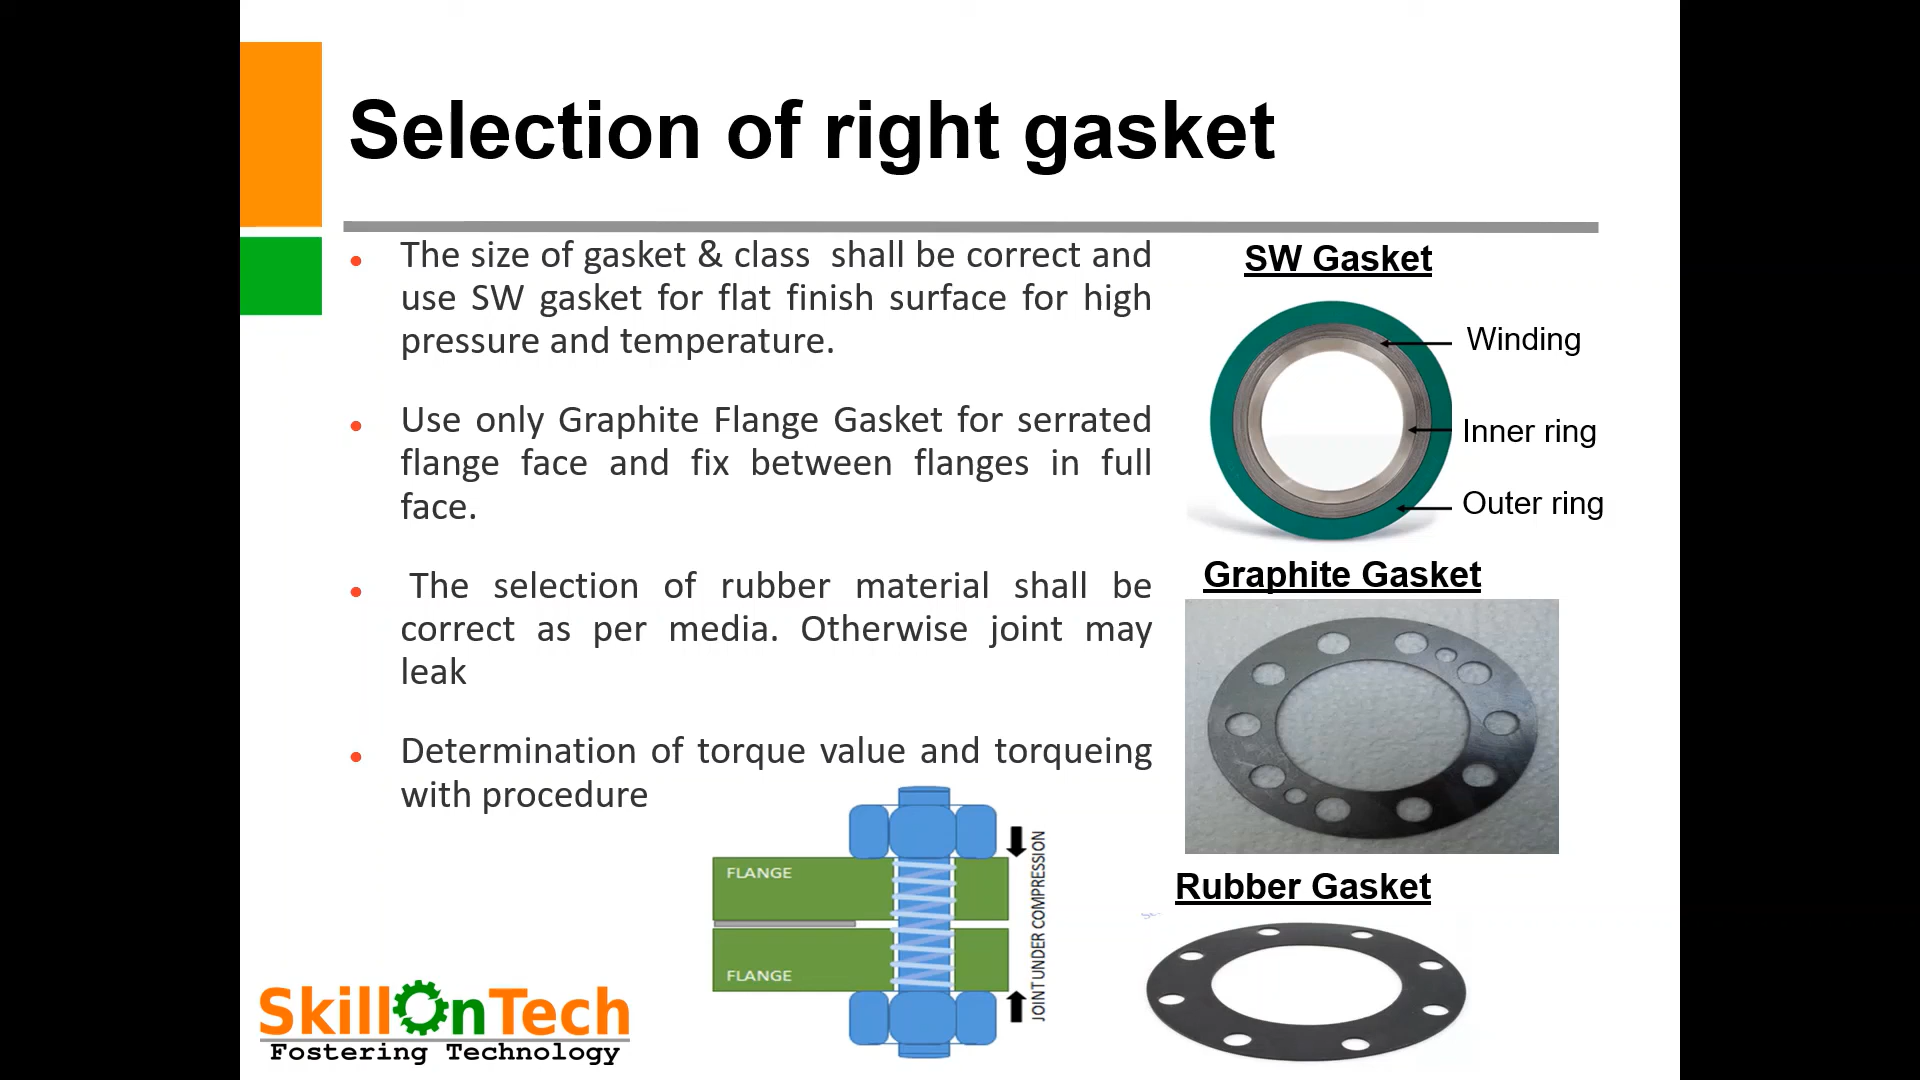 Selection of right gasket
The size of gasket & class  shall be correct and
use SW gasket for flat finish surface for high
pressure and temperature.
Use only Graphite Flange Gasket for serrated
flange face and fix between flanges in full
face.
The selection of rubber material shall be
correct as per media. Otherwise joint may
leak
Determination of torque value and torqueing
with procedure
FLANGE
FLANGE
JOINT UNDER COMPRESSION
SW Gasket
Winding
Inner ring
Outer ring
Graphite Gasket
Rubber Gasket
SkillOnTech
Fostering Technology